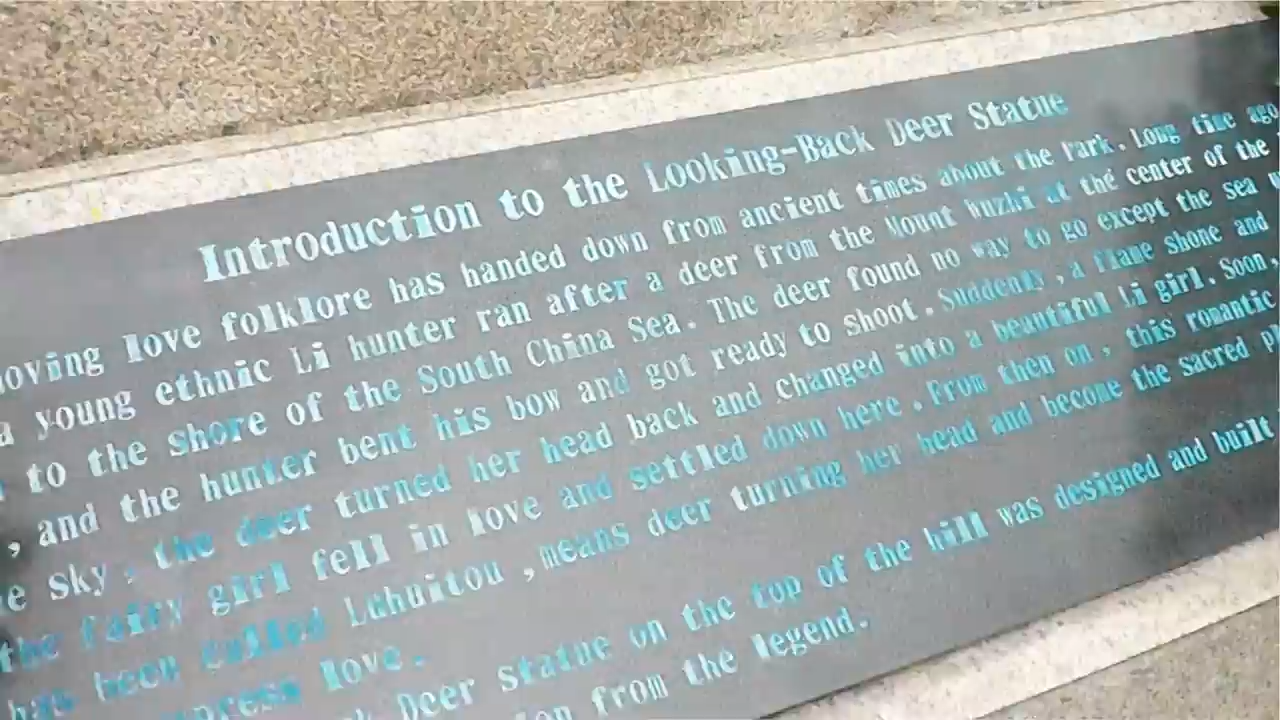 Introduction to the Looking-Back Deer Statue
oving love folklore has handed down from ancient times about the Park. Long time ago
a young ethnic Li hunter ran after a deer from the Mount Wuzhi at the center of the
to the shore of the South China Sea. The deer found no way to go except the sea
, and the hunter bent his bow and got ready to shoot. Suddenly, a flame shone and
e sky, the deer turned her head back and changed into a beautiful Li girl. Soon,
the fairy girl fell in love and settled down here. From then on, this romantic
has been called Luhuitou, means deer turning her head and become the sacred pl
press love.
k Deer statue on the top of the hill was designed and built
ion from the legend.